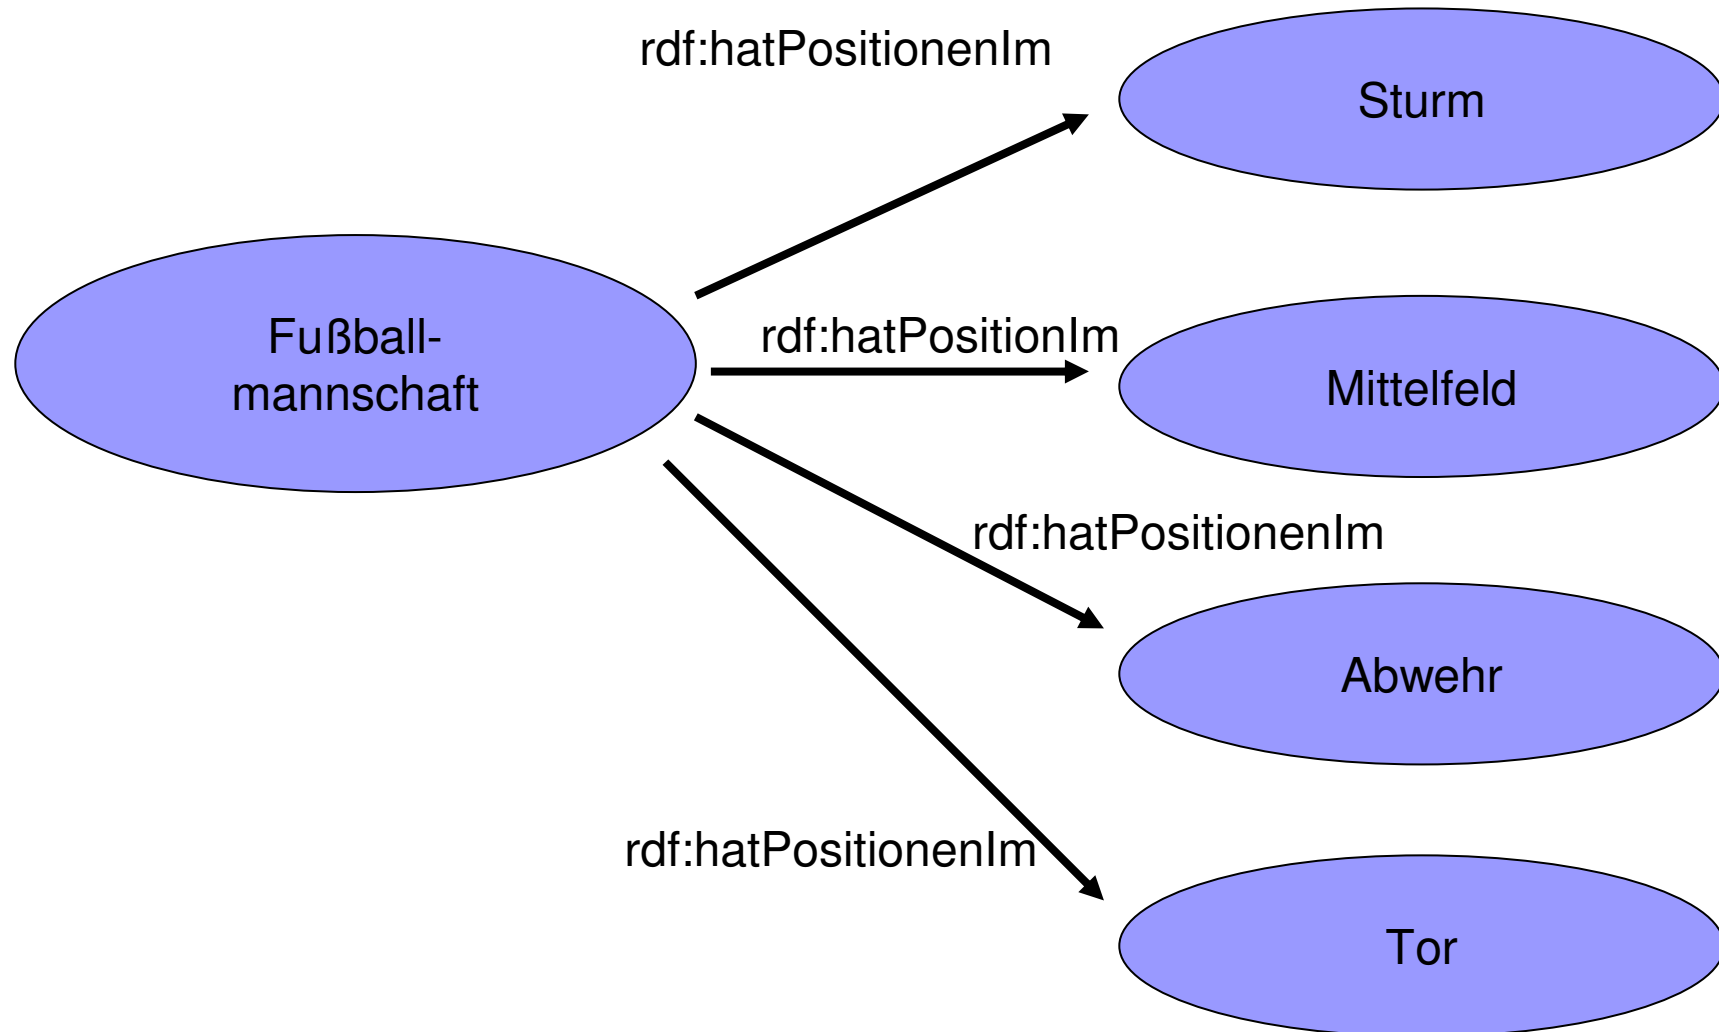 rdf:hatPositionenIm
Sturm
Fußball-
mannschaft
rdf:hatPositionIm
Mittelfeld
rdf:hatPositionenIm
Abwehr
rdf:hatPositionenIm
Tor